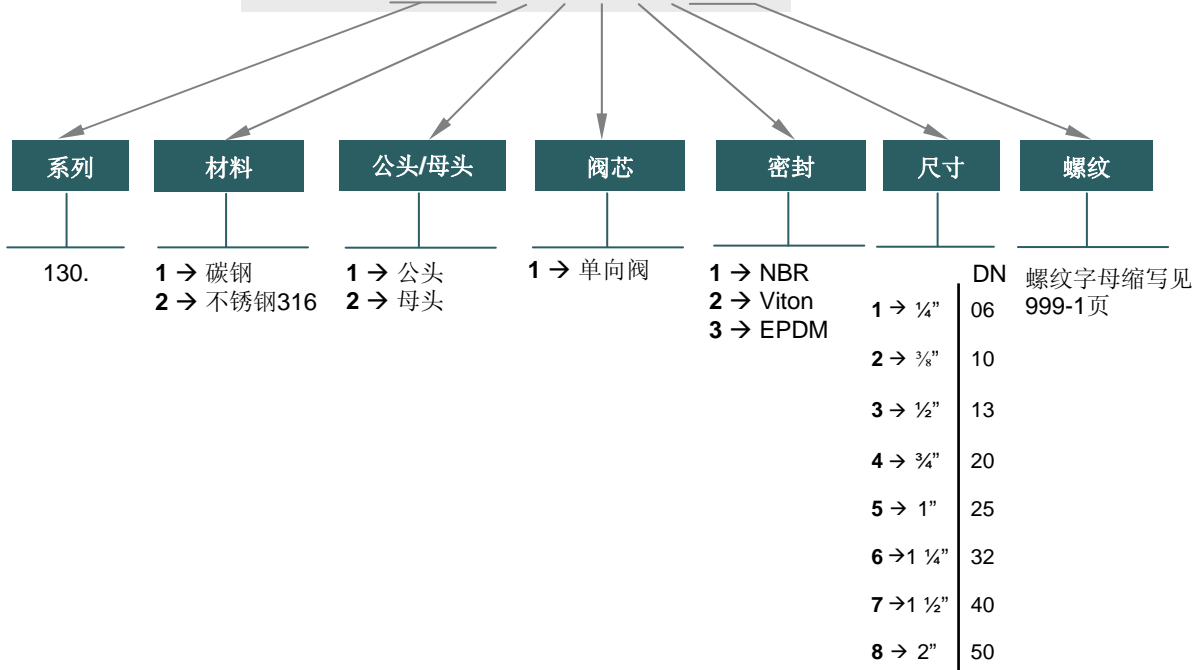 系列
材料
公头/母头
阀芯
密封
尺寸
螺纹
130.
1 → 碳钢
2 → 不锈钢316
1 → 公头
2 → 母头
1 → 单向阀
1 → NBR
2 → Viton
3 → EPDM
DN
1 → ¼” 06
2 → ⅜” 10
3 → ½” 13
4 → ¾” 20
5 → 1” 25
6 →1 ¼” 32
7 →1 ½” 40
8 → 2” 50
螺纹字母缩写见
999-1页